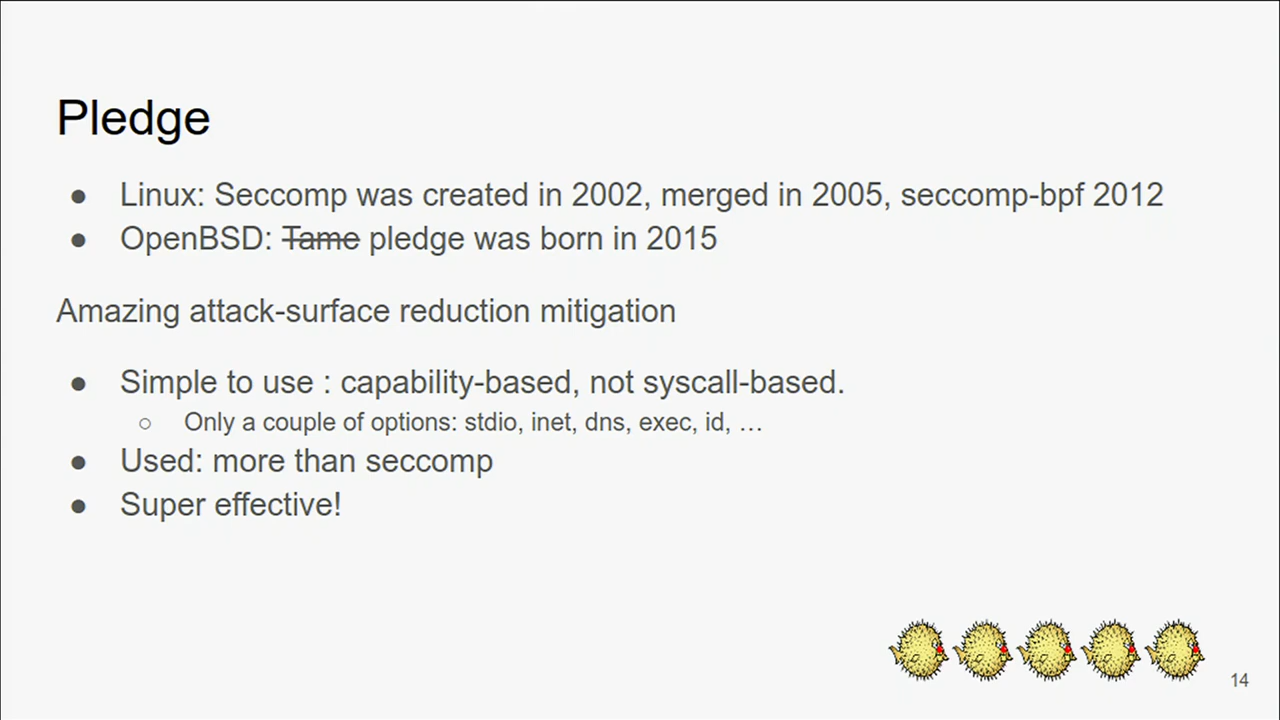 Pledge
● Linux: Seccomp was created in 2002, merged in 2005, seccomp-bpf 2012
● OpenBSD: Tame pledge was born in 2015
Amazing attack-surface reduction mitigation
● Simple to use : capability-based, not syscall-based.
○ Only a couple of options: stdio, inet, dns, exec, id, …
● Used: more than seccomp
● Super effective!
14